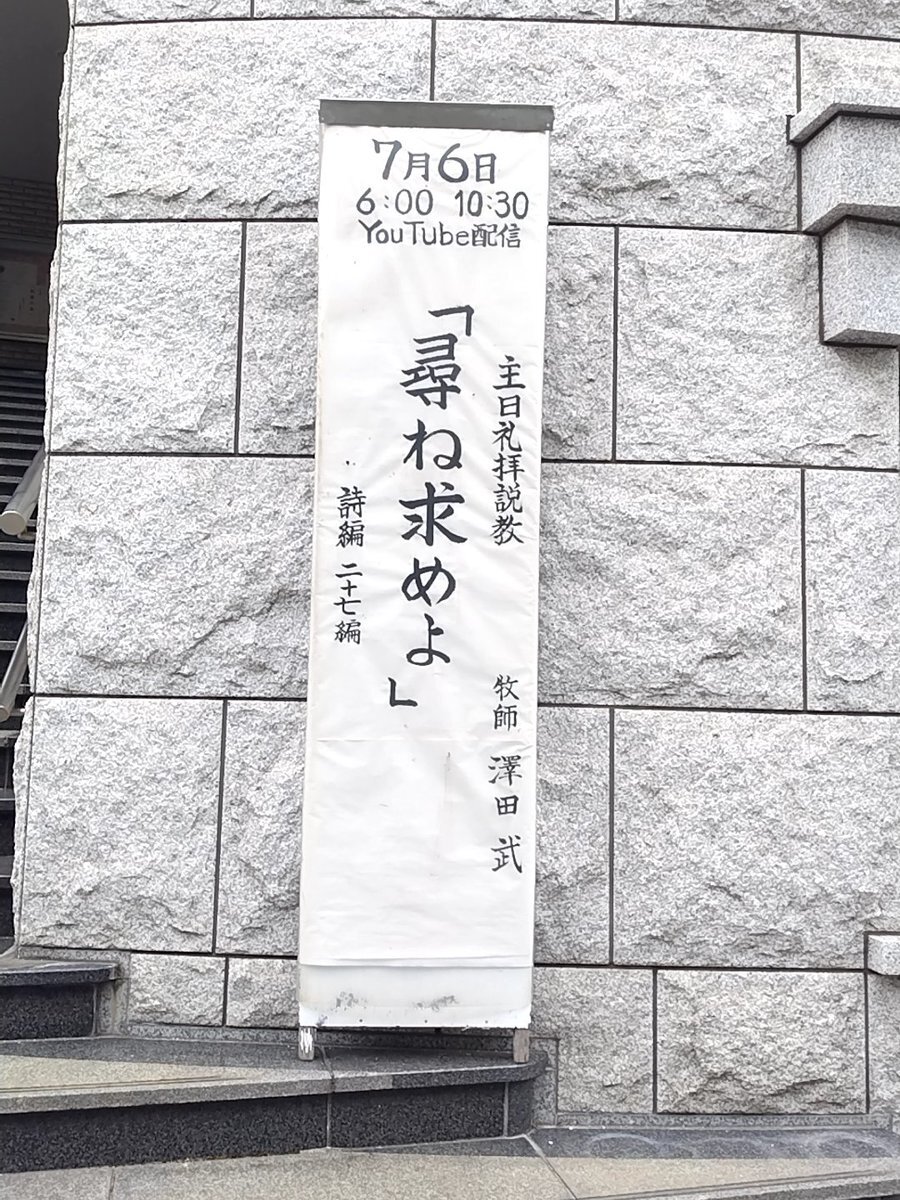 7月6日
6:00 10:30
YouTube配信
主日礼拝説教 牧師 澤田 武
「尋ね求めよ」
詩編 二十七編